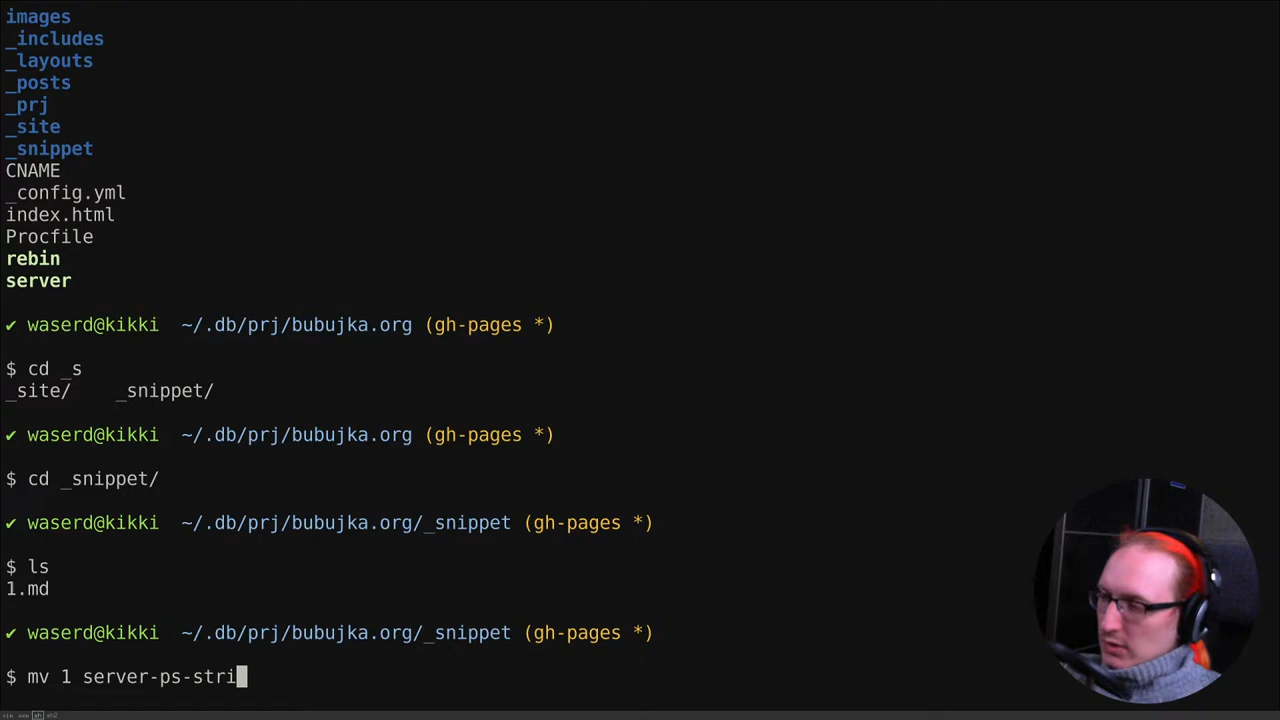 images
_includes
_layouts
_posts
_prj
_site
_snippet
CNAME
_config.yml
index.html
Procfile
rebin
server
✔ waserd@kikki ~/.db/prj/bubujka.org (gh-pages *)
$ cd _s
_site/ _snippet/
✔ waserd@kikki ~/.db/prj/bubujka.org (gh-pages *)
$ cd _snippet/
✔ waserd@kikki ~/.db/prj/bubujka.org/_snippet (gh-pages *)
$ ls
1.md
✔ waserd@kikki ~/.db/prj/bubujka.org/_snippet (gh-pages *)
$ mv 1 server-ps-stri